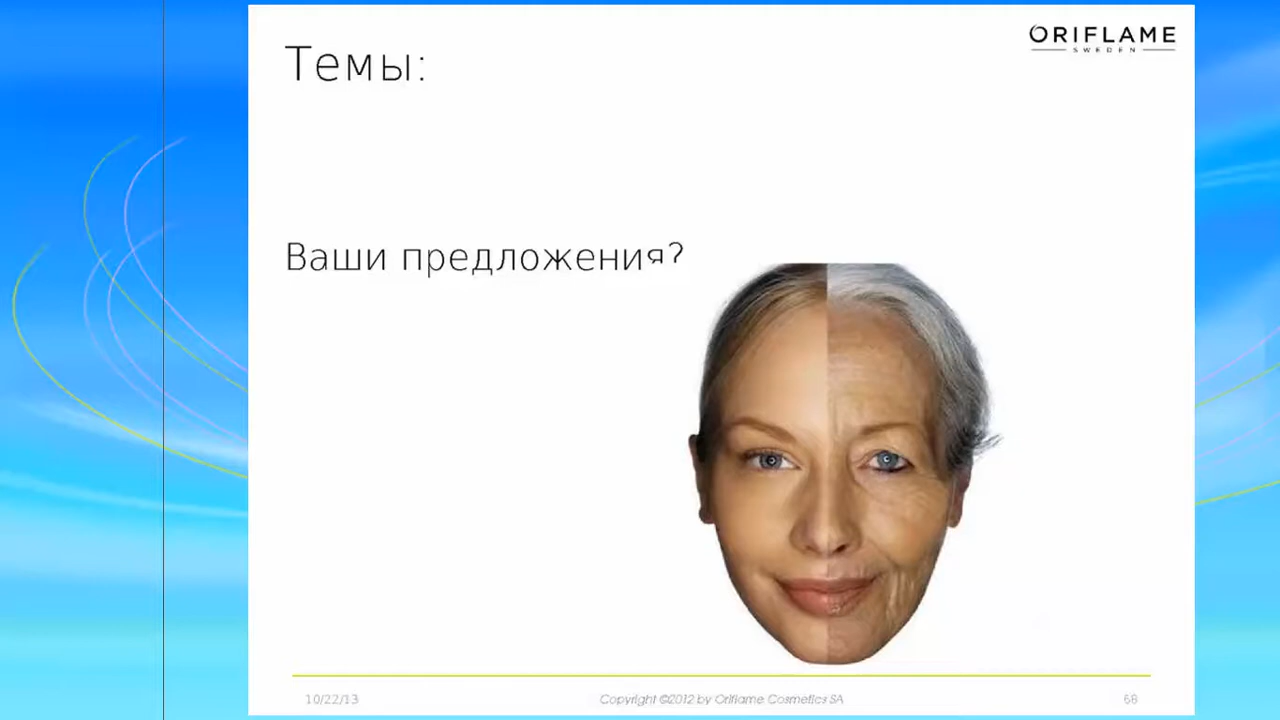 ORIFLAME
SWEDEN
Темы:
Ваши предложения?
10/22/13
Copyright ©2012 by Oriflame Cosmetics SA
68